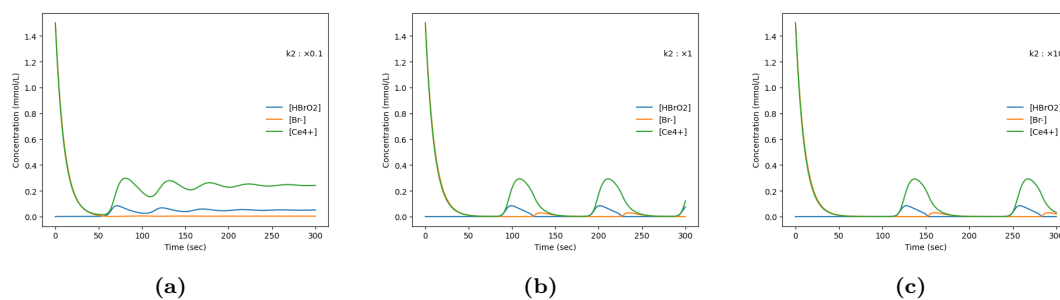 k2 : ×0.1
[HBrO2]
[Br-]
[Ce4+]
Concentration (mmol/L)
1.4
1.2
1.0
0.8
0.6
0.4
0.2
0.0
0 50 100 150 200 250 300
Time (sec)
(a)
k2 : ×1
[HBrO2]
[Br-]
[Ce4+]
Concentration (mmol/L)
1.4
1.2
1.0
0.8
0.6
0.4
0.2
0.0
0 50 100 150 200 250 300
Time (sec)
(b)
k2 : ×10
[HBrO2]
[Br-]
[Ce4+]
Concentration (mmol/L)
1.4
1.2
1.0
0.8
0.6
0.4
0.2
0.0
0 50 100 150 200 250 300
Time (sec)
(c)